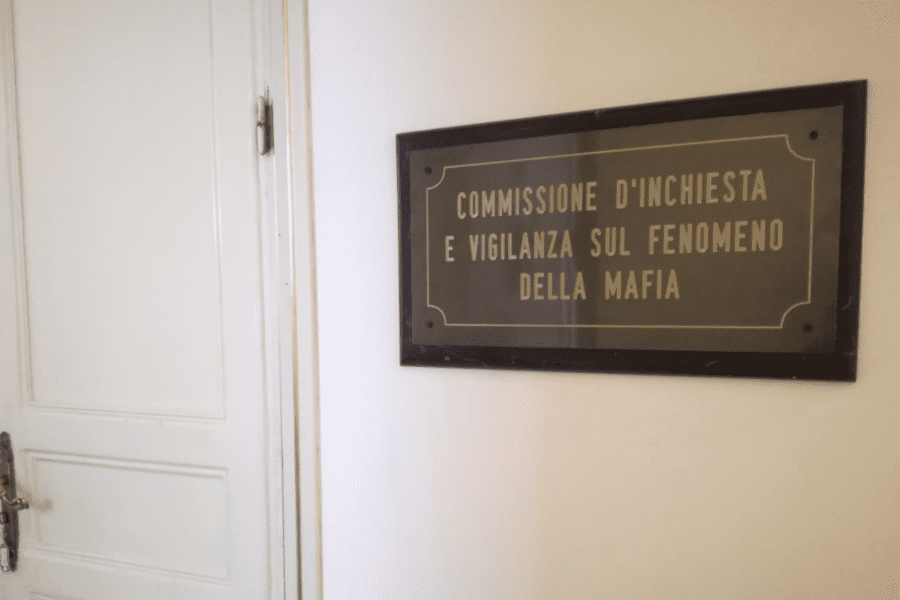 COMMISSIONE D'INCHIESTA
E VIGILANZA SUL FENOMENO
DELLA MAFIA